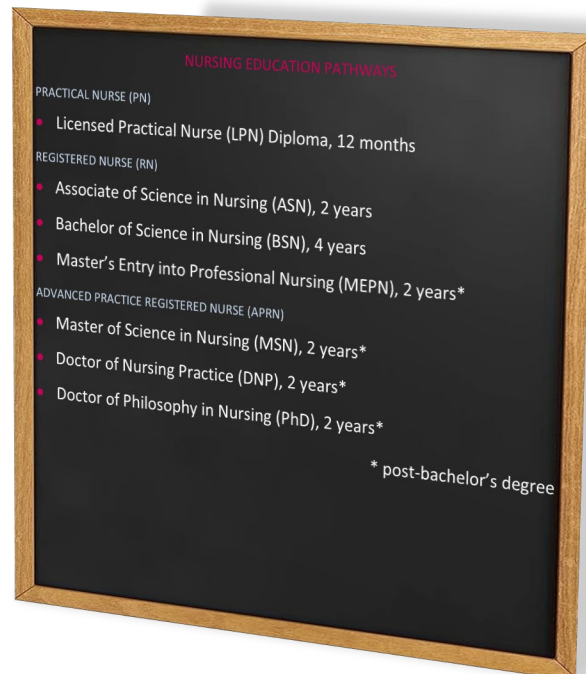 NURSING EDUCATION PATHWAYS
PRACTICAL NURSE (PN)
• Licensed Practical Nurse (LPN) Diploma, 12 months
REGISTERED NURSE (RN)
• Associate of Science in Nursing (ASN), 2 years
• Bachelor of Science in Nursing (BSN), 4 years
• Master’s Entry into Professional Nursing (MEPN), 2 years*
ADVANCED PRACTICE REGISTERED NURSE (APRN)
• Master of Science in Nursing (MSN), 2 years*
• Doctor of Nursing Practice (DNP), 2 years*
• Doctor of Philosophy in Nursing (PhD), 2 years*
* post-bachelor’s degree